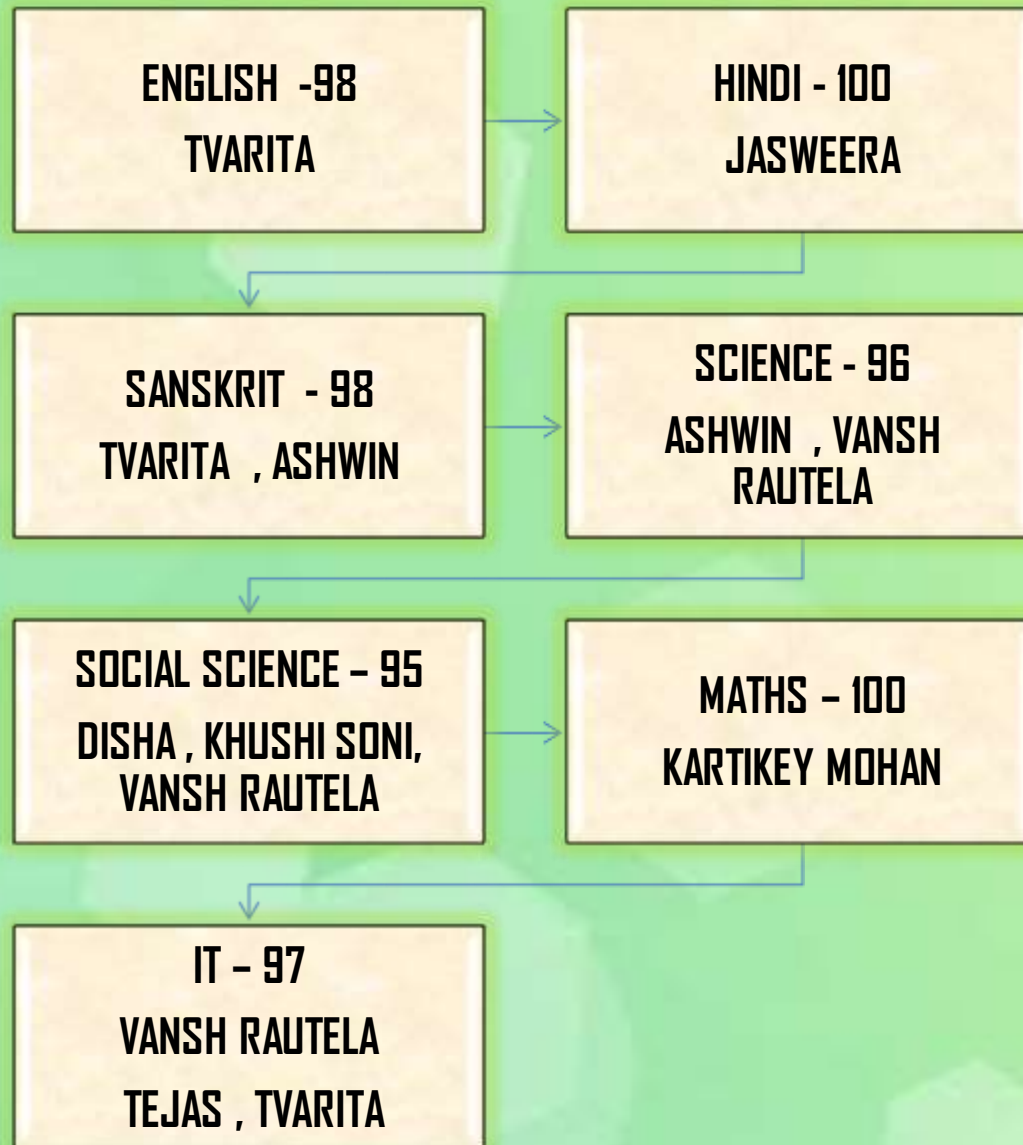 ENGLISH -98
TVARITA
HINDI - 100
JASWEERA
SANSKRIT - 98
TVARITA , ASHWIN
SCIENCE - 96
ASHWIN , VANSH
RAUTELA
SOCIAL SCIENCE – 95
DISHA , KHUSHI SONI,
VANSH RAUTELA
MATHS – 100
KARTIKEY MOHAN
IT – 97
VANSH RAUTELA
TEJAS , TVARITA